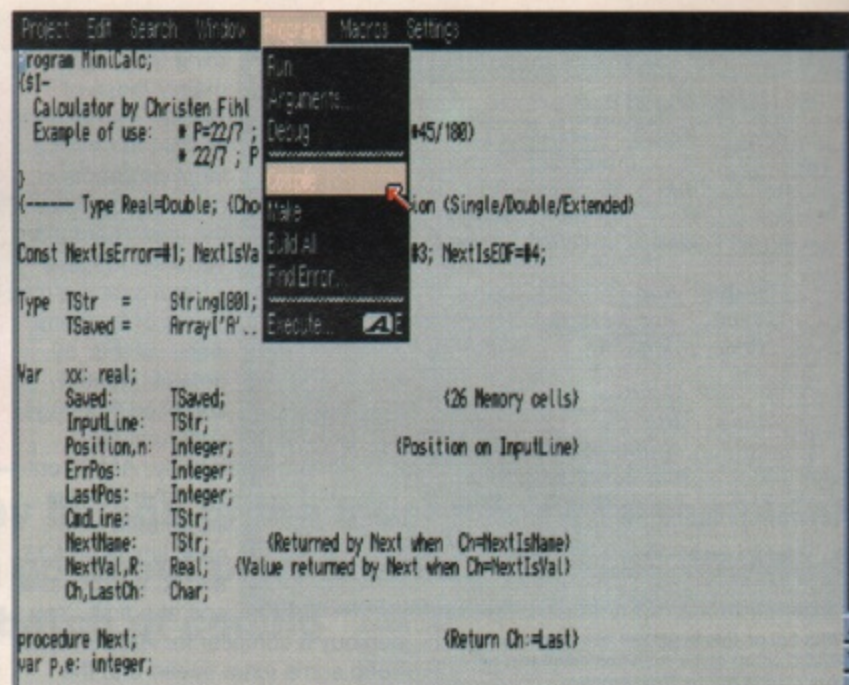 Project Edit Search Window Program Macros Settings
Program MiniCalc;
{$I-
Calculator by Christen Fihl
Example of use: # P=22/7 ; #45/180)
# 22/7 ; P
}
{------ Type Real=Double; {Cho ion (Single/Double/Extended)
Const NextIsError=#1; NextIsVa #3; NextIsEOF=#4;
Type TStr = String[80];
TSaved = Array['A'..
Run
Arguments...
Debug
Compile
Make
Build All
Find Error...
Execute... A E
Var xx: real;
Saved: TSaved; {26 Memory cells}
InputLine: TStr;
Position,n: Integer; {Position on InputLine}
ErrPos: Integer;
LastPos: Integer;
CmdLine: TStr;
NextName: TStr; {Returned by Next when Ch=NextIsName}
NextVal,R: Real; {Value returned by Next when Ch=NextIsVal}
Ch,LastCh: Char;
procedure Next; {Return Ch:=Last}
var p,e: integer;